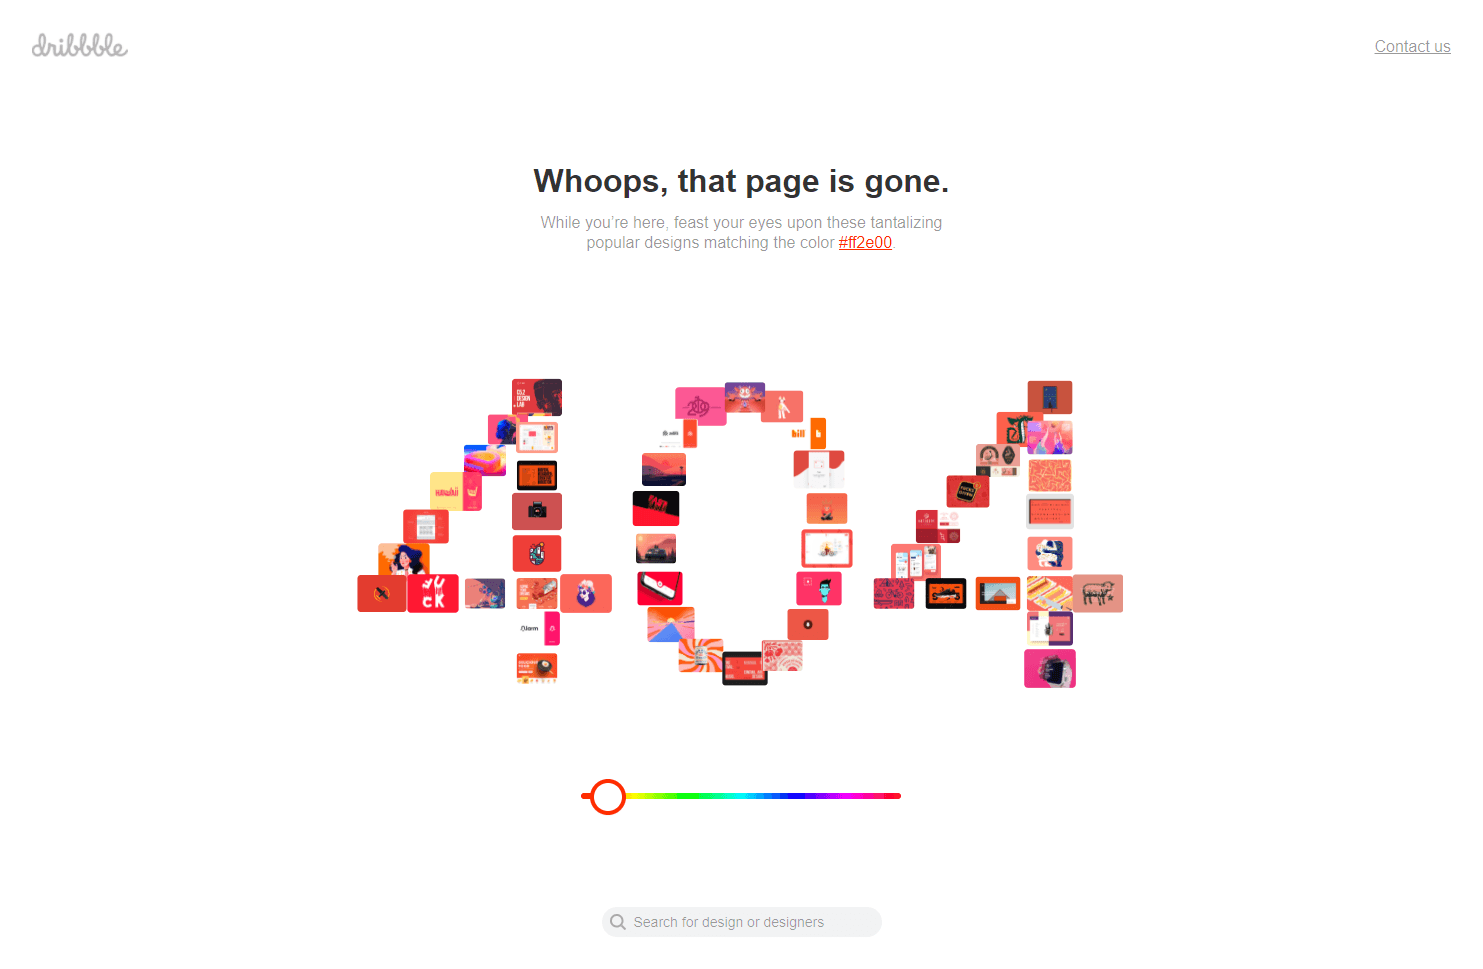 dribbble
Contact us
Whoops, that page is gone.
While you’re here, feast your eyes upon these tantalizing
popular designs matching the color #ff2e00.
Search for design or designers